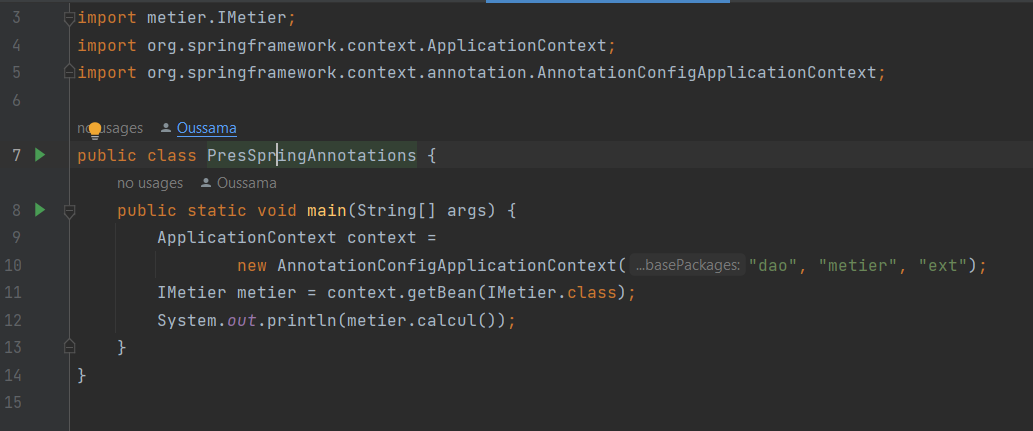 3 import metier.IMetier;
4 import org.springframework.context.ApplicationContext;
5 import org.springframework.context.annotation.AnnotationConfigApplicationContext;
6
no usages Oussama
7 public class PresSpringAnnotations {
no usages Oussama
8 public static void main(String[] args) {
9 ApplicationContext context =
10 new AnnotationConfigApplicationContext( ...basePackages: "dao", "metier", "ext");
11 IMetier metier = context.getBean(IMetier.class);
12 System.out.println(metier.calcul());
13 }
14 }
15